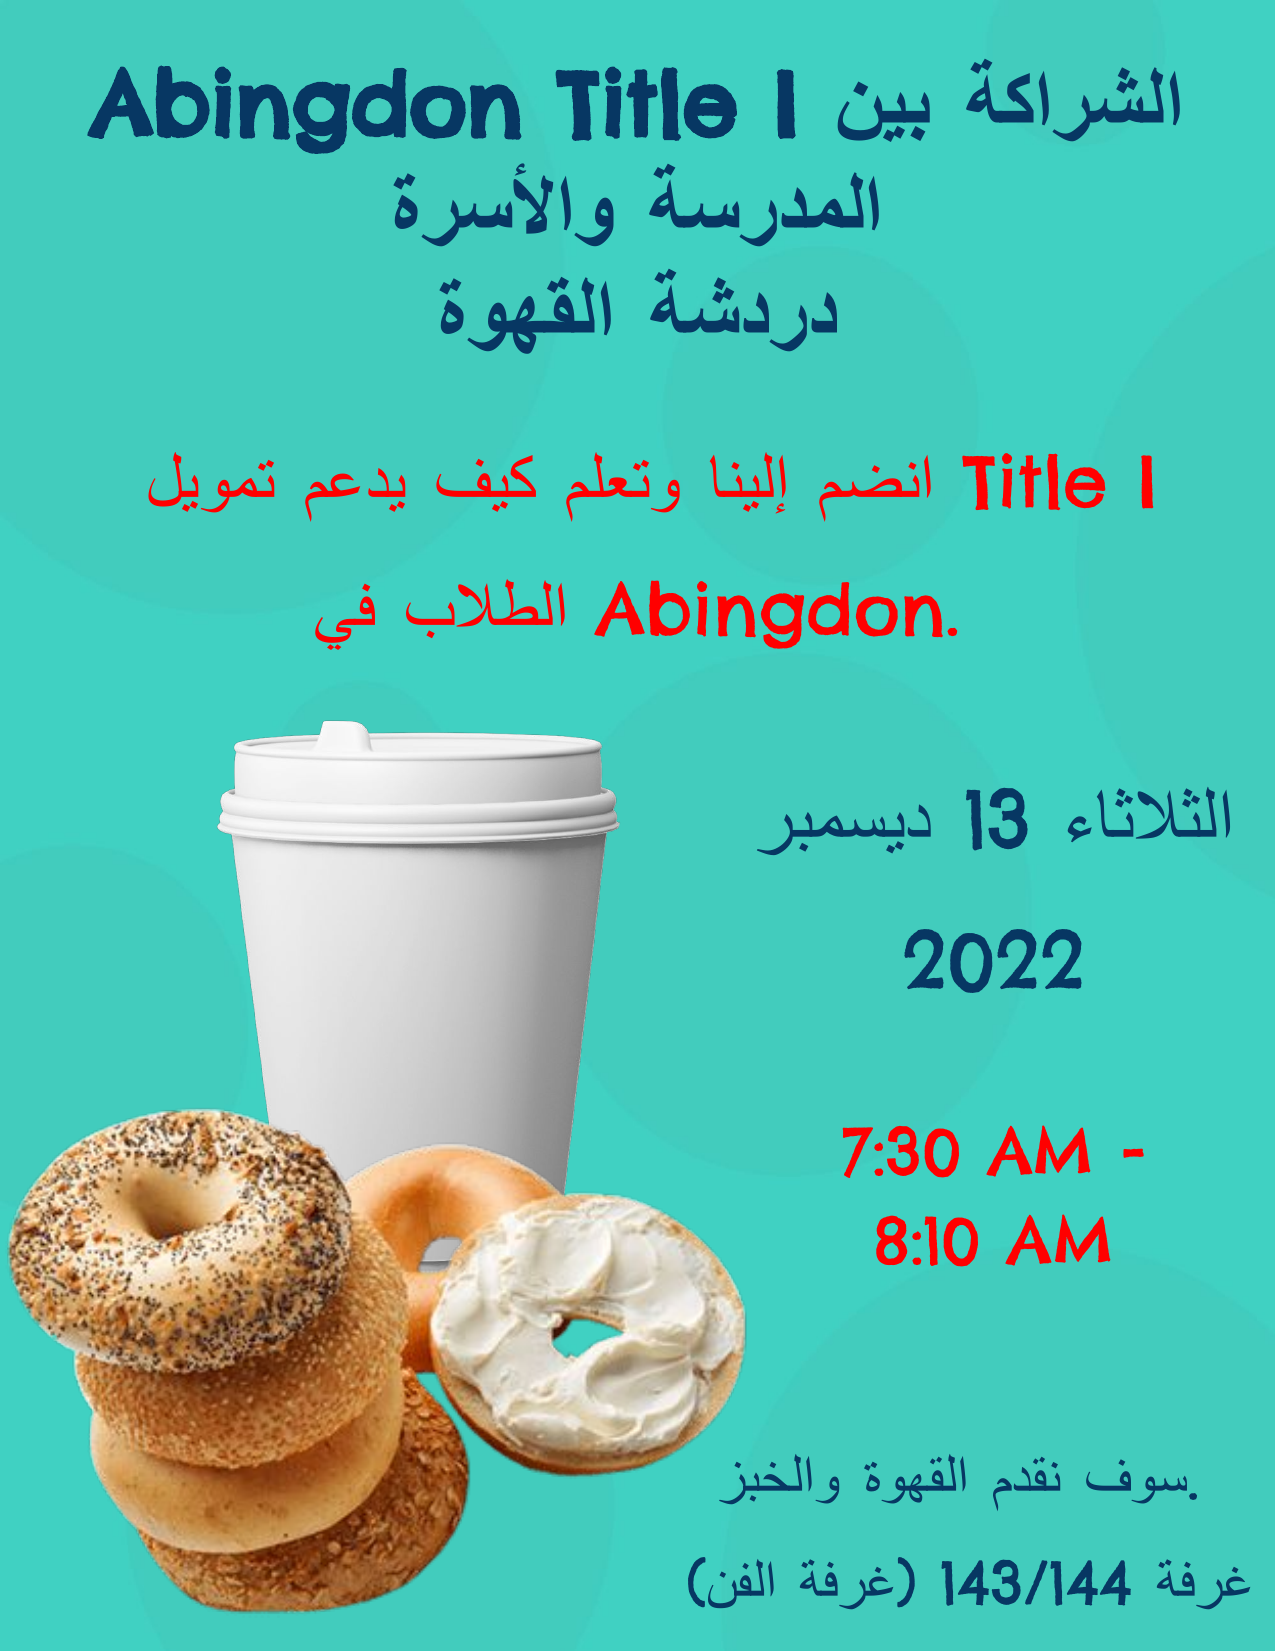 الشراكة بين Abingdon Title I
المدرسة والأسرة
دردشة القهوة
انضم إلينا وتعلم كيف يدعم تمويل Title I
الطلاب في Abingdon.
الثلاثاء 13 ديسمبر
2022
7:30 AM -
8:10 AM
سوف نقدم القهوة والخبز.
غرفة 143/144 (غرفة الفن)